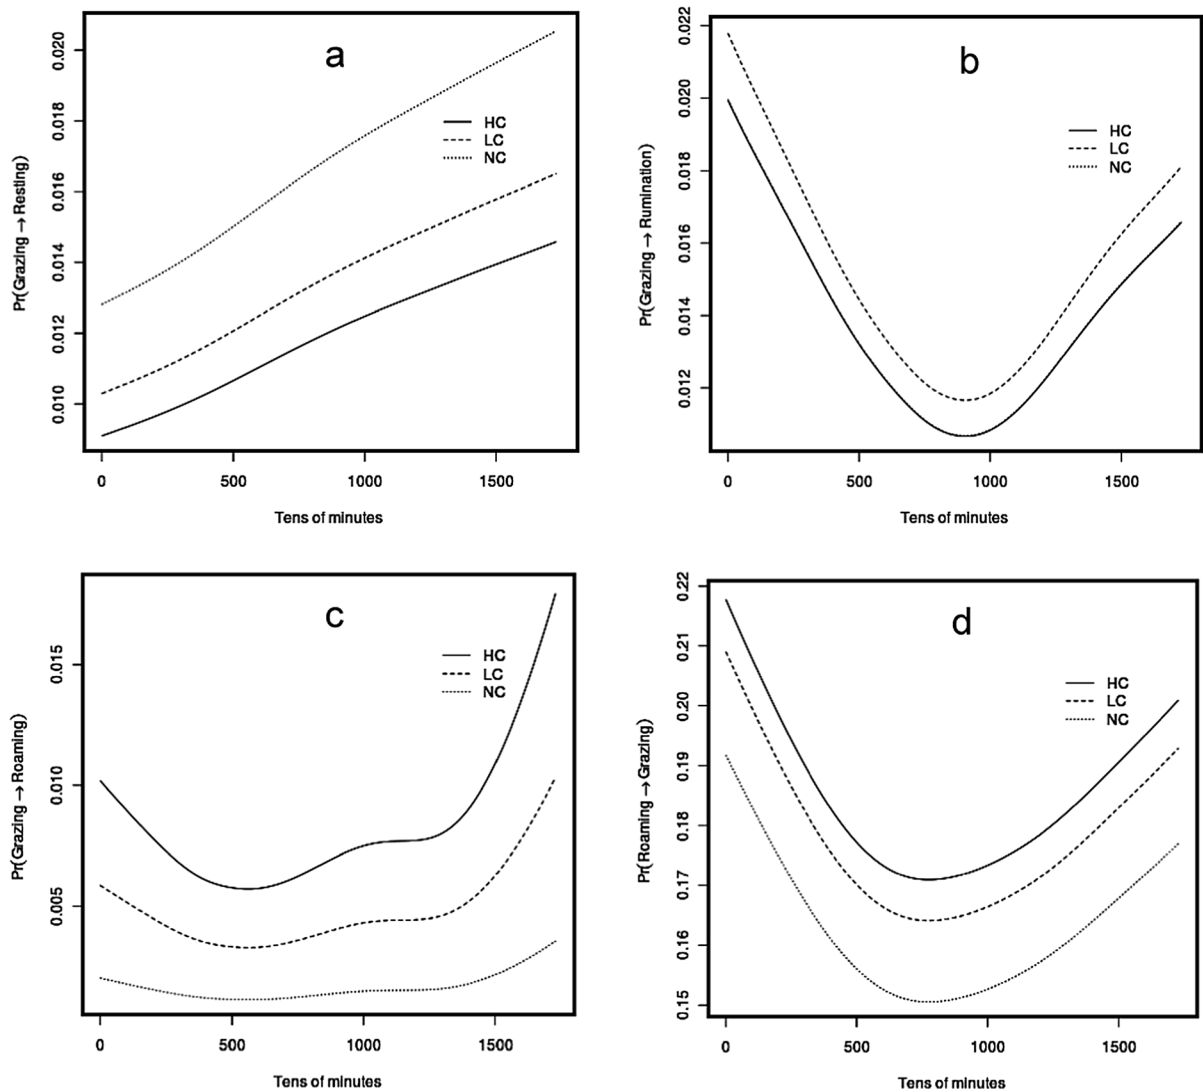 a
Pr(Grazing → Resting)
0.020
0.018
0.016
0.014
0.012
0.010
HC
LC
NC
0 500 1000 1500
Tens of minutes
b
Pr(Grazing → Rumination)
0.022
0.020
0.018
0.016
0.014
0.012
HC
LC
NC
0 500 1000 1500
Tens of minutes
c
Pr(Grazing → Roaming)
0.015
0.010
0.005
HC
LC
NC
0 500 1000 1500
Tens of minutes
d
Pr(Roaming → Grazing)
0.22
0.21
0.20
0.19
0.18
0.17
0.16
0.15
HC
LC
NC
0 500 1000 1500
Tens of minutes